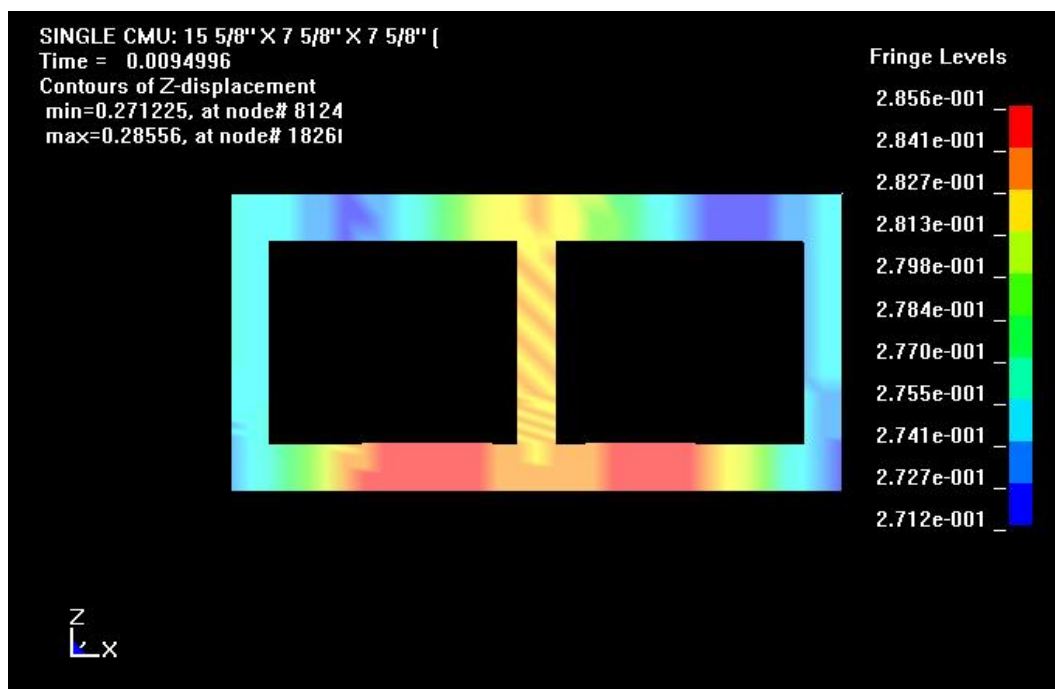 SINGLE CMU: 15 5/8" X 7 5/8" X 7 5/8" (
Time = 0.0094996
Contours of Z-displacement
min=0.271225, at node# 8124
max=0.28556, at node# 1826
Fringe Levels
2.856e-001
2.841e-001
2.827e-001
2.813e-001
2.798e-001
2.784e-001
2.770e-001
2.755e-001
2.741e-001
2.727e-001
2.712e-001
Z
X